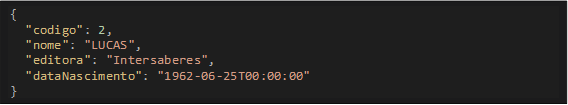 {
"codigo": 2,
"nome": "LUCAS",
"editora": "Intersaberes",
"dataNascimento": "1962-06-25T00:00:00"
}